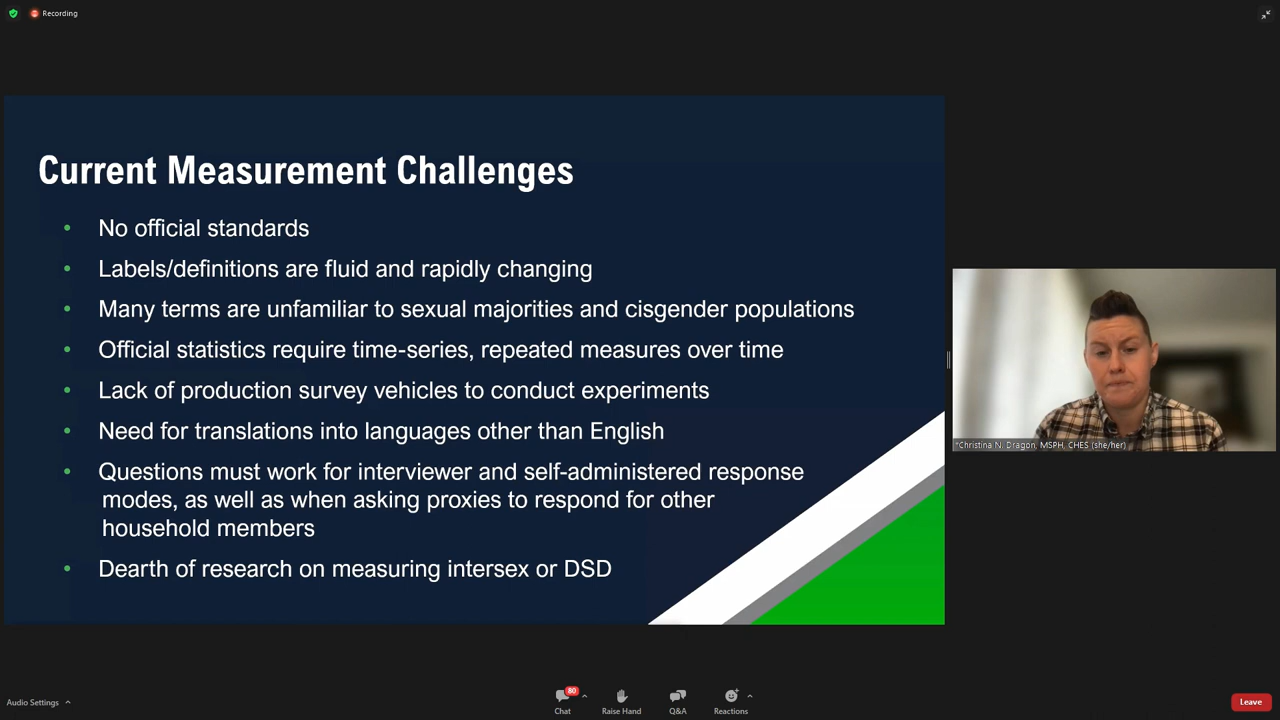 Recording
Current Measurement Challenges
• No official standards
• Labels/definitions are fluid and rapidly changing
• Many terms are unfamiliar to sexual majorities and cisgender populations
• Official statistics require time-series, repeated measures over time
• Lack of production survey vehicles to conduct experiments
• Need for translations into languages other than English
• Questions must work for interviewer and self-administered response
modes, as well as when asking proxies to respond for other
household members
• Dearth of research on measuring intersex or DSD
*Christina N. Dragon, MSPH, CHES (she/her)
Audio Settings
80
Chat
Raise Hand
Q&A
Reactions
Leave